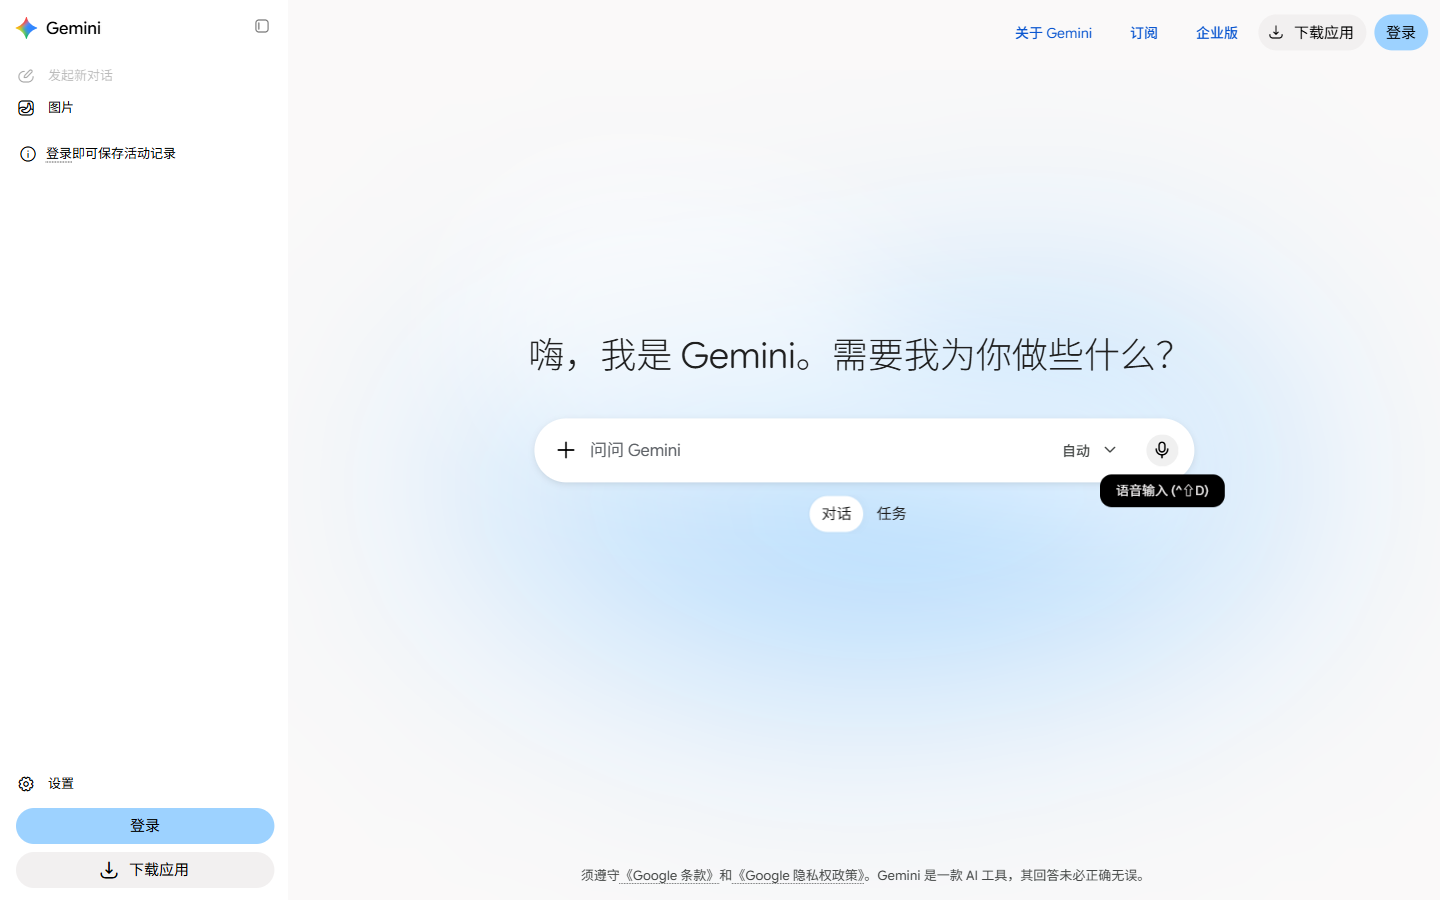 Gemini
发起新对话
图片
登录即可保存活动记录
设置
登录
下载应用
关于 Gemini
订阅
企业版
下载应用
登录
嗨，我是 Gemini。需要我为你做些什么？
问问 Gemini
自动
语音输入 (^⇧D)
对话
任务
须遵守《Google 条款》和《Google 隐私权政策》。Gemini 是一款 AI 工具，其回答未必正确无误。